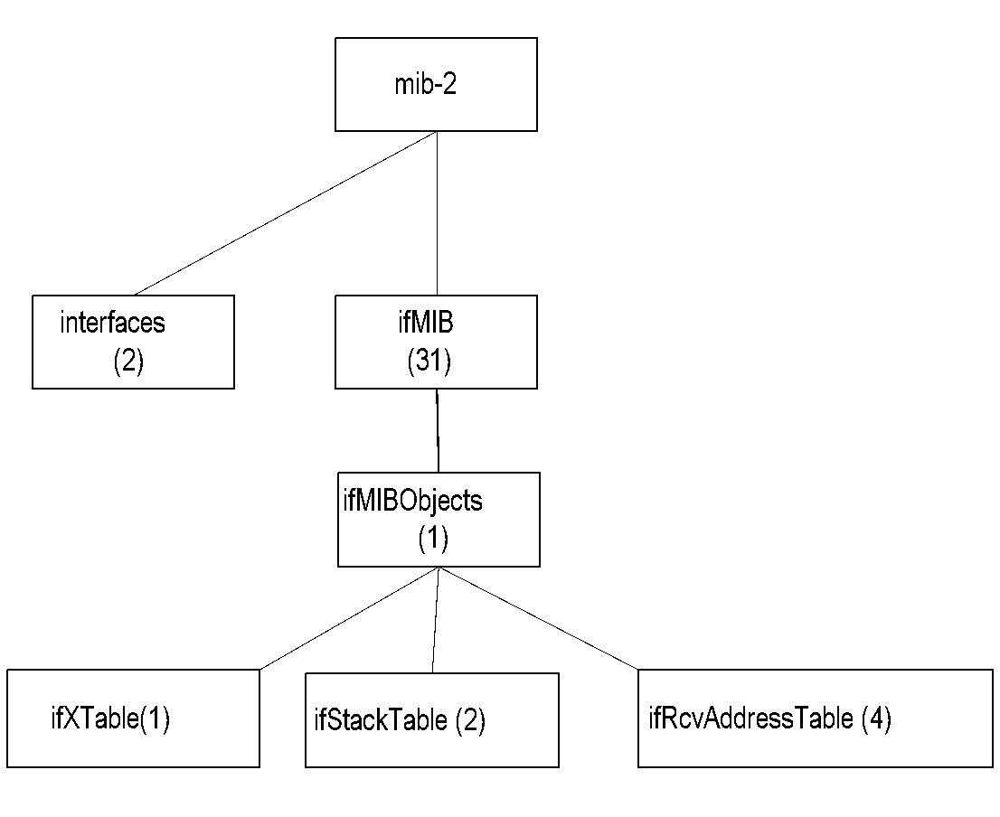 mib-2
interfaces
(2)
ifMIB
(31)
ifMIBObjects
(1)
ifXTable(1)
ifStackTable (2)
ifRcvAddressTable (4)